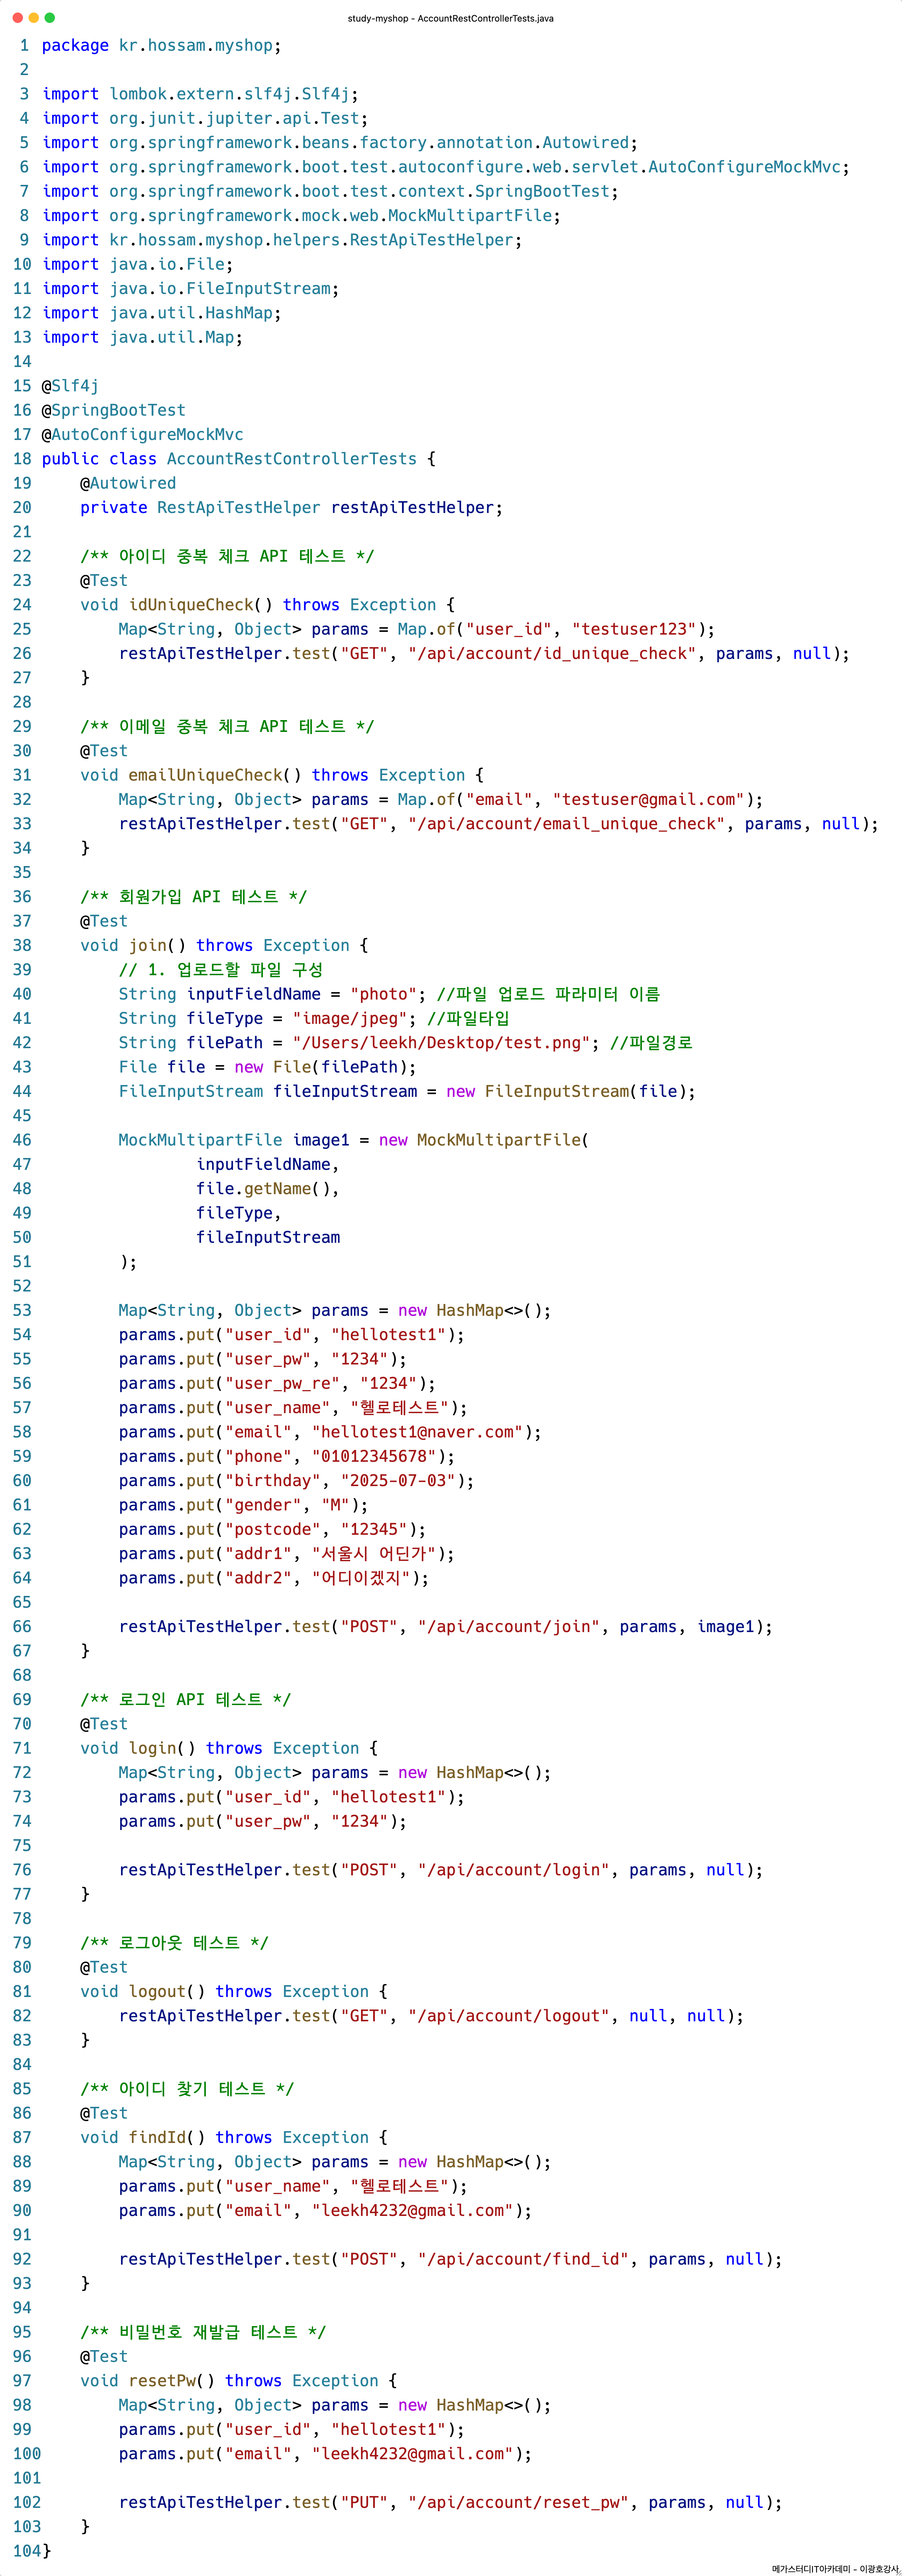 study-myshop - AccountRestControllerTests.java
1 package kr.hossam.myshop;
2
3 import lombok.extern.slf4j.Slf4j;
4 import org.junit.jupiter.api.Test;
5 import org.springframework.beans.factory.annotation.Autowired;
6 import org.springframework.boot.test.autoconfigure.web.servlet.AutoConfigureMockMvc;
7 import org.springframework.boot.test.context.SpringBootTest;
8 import org.springframework.mock.web.MockMultipartFile;
9 import kr.hossam.myshop.helpers.RestApiTestHelper;
10 import java.io.File;
11 import java.io.FileInputStream;
12 import java.util.HashMap;
13 import java.util.Map;
14
15 @Slf4j
16 @SpringBootTest
17 @AutoConfigureMockMvc
18 public class AccountRestControllerTests {
19     @Autowired
20     private RestApiTestHelper restApiTestHelper;
21
22     /** 아이디 중복 체크 API 테스트 */
23     @Test
24     void idUniqueCheck() throws Exception {
25         Map<String, Object> params = Map.of("user_id", "testuser123");
26         restApiTestHelper.test("GET", "/api/account/id_unique_check", params, null);
27     }
28
29     /** 이메일 중복 체크 API 테스트 */
30     @Test
31     void emailUniqueCheck() throws Exception {
32         Map<String, Object> params = Map.of("email", "testuser@gmail.com");
33         restApiTestHelper.test("GET", "/api/account/email_unique_check", params, null);
34     }
35
36     /** 회원가입 API 테스트 */
37     @Test
38     void join() throws Exception {
39         // 1. 업로드할 파일 구성
40         String inputFieldName = "photo"; //파일 업로드 파라미터 이름
41         String fileType = "image/jpeg"; //파일타입
42         String filePath = "/Users/leekh/Desktop/test.png"; //파일경로
43         File file = new File(filePath);
44         FileInputStream fileInputStream = new FileInputStream(file);
45
46         MockMultipartFile image1 = new MockMultipartFile(
47                 inputFieldName,
48                 file.getName(),
49                 fileType,
50                 fileInputStream
51         );
52
53         Map<String, Object> params = new HashMap<>();
54         params.put("user_id", "hellotest1");
55         params.put("user_pw", "1234");
56         params.put("user_pw_re", "1234");
57         params.put("user_name", "헬로테스트");
58         params.put("email", "hellotest1@naver.com");
59         params.put("phone", "01012345678");
60         params.put("birthday", "2025-07-03");
61         params.put("gender", "M");
62         params.put("postcode", "12345");
63         params.put("addr1", "서울시 어딘가");
64         params.put("addr2", "어디이겠지");
65
66         restApiTestHelper.test("POST", "/api/account/join", params, image1);
67     }
68
69     /** 로그인 API 테스트 */
70     @Test
71     void login() throws Exception {
72         Map<String, Object> params = new HashMap<>();
73         params.put("user_id", "hellotest1");
74         params.put("user_pw", "1234");
75
76         restApiTestHelper.test("POST", "/api/account/login", params, null);
77     }
78
79     /** 로그아웃 테스트 */
80     @Test
81     void logout() throws Exception {
82         restApiTestHelper.test("GET", "/api/account/logout", null, null);
83     }
84
85     /** 아이디 찾기 테스트 */
86     @Test
87     void findId() throws Exception {
88         Map<String, Object> params = new HashMap<>();
89         params.put("user_name", "헬로테스트");
90         params.put("email", "leekh4232@gmail.com");
91
92         restApiTestHelper.test("POST", "/api/account/find_id", params, null);
93     }
94
95     /** 비밀번호 재발급 테스트 */
96     @Test
97     void resetPw() throws Exception {
98         Map<String, Object> params = new HashMap<>();
99         params.put("user_id", "hellotest1");
100         params.put("email", "leekh4232@gmail.com");
101
102         restApiTestHelper.test("PUT", "/api/account/reset_pw", params, null);
103     }
104 }
메가스터디IT아카데미 - 이광호강사